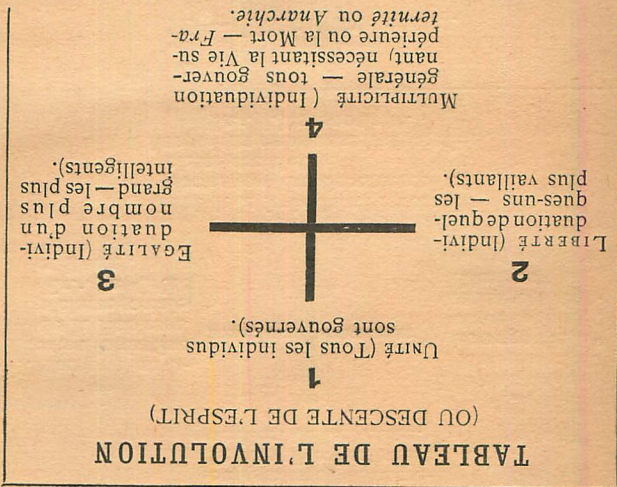 TABLEAU DE L'INVOLUTION
(OU DESCENTE DE L'ESPRIT)
1
UNITÉ (Tous les individus
sont gouvernés).
2
LIBERTÉ (Indivi-
duation de quel-
ques-uns — les
plus vaillants).
3
EGALITÉ (Indivi-
duation d'un
nombre plus
grand — les plus
intelligents).
4
MULTIPLICITÉ (Individuation
générale — tous gouver-
nant, nécessitant la Vie su-
périeure ou la Mort — Fra-
ternité ou Anarchie.